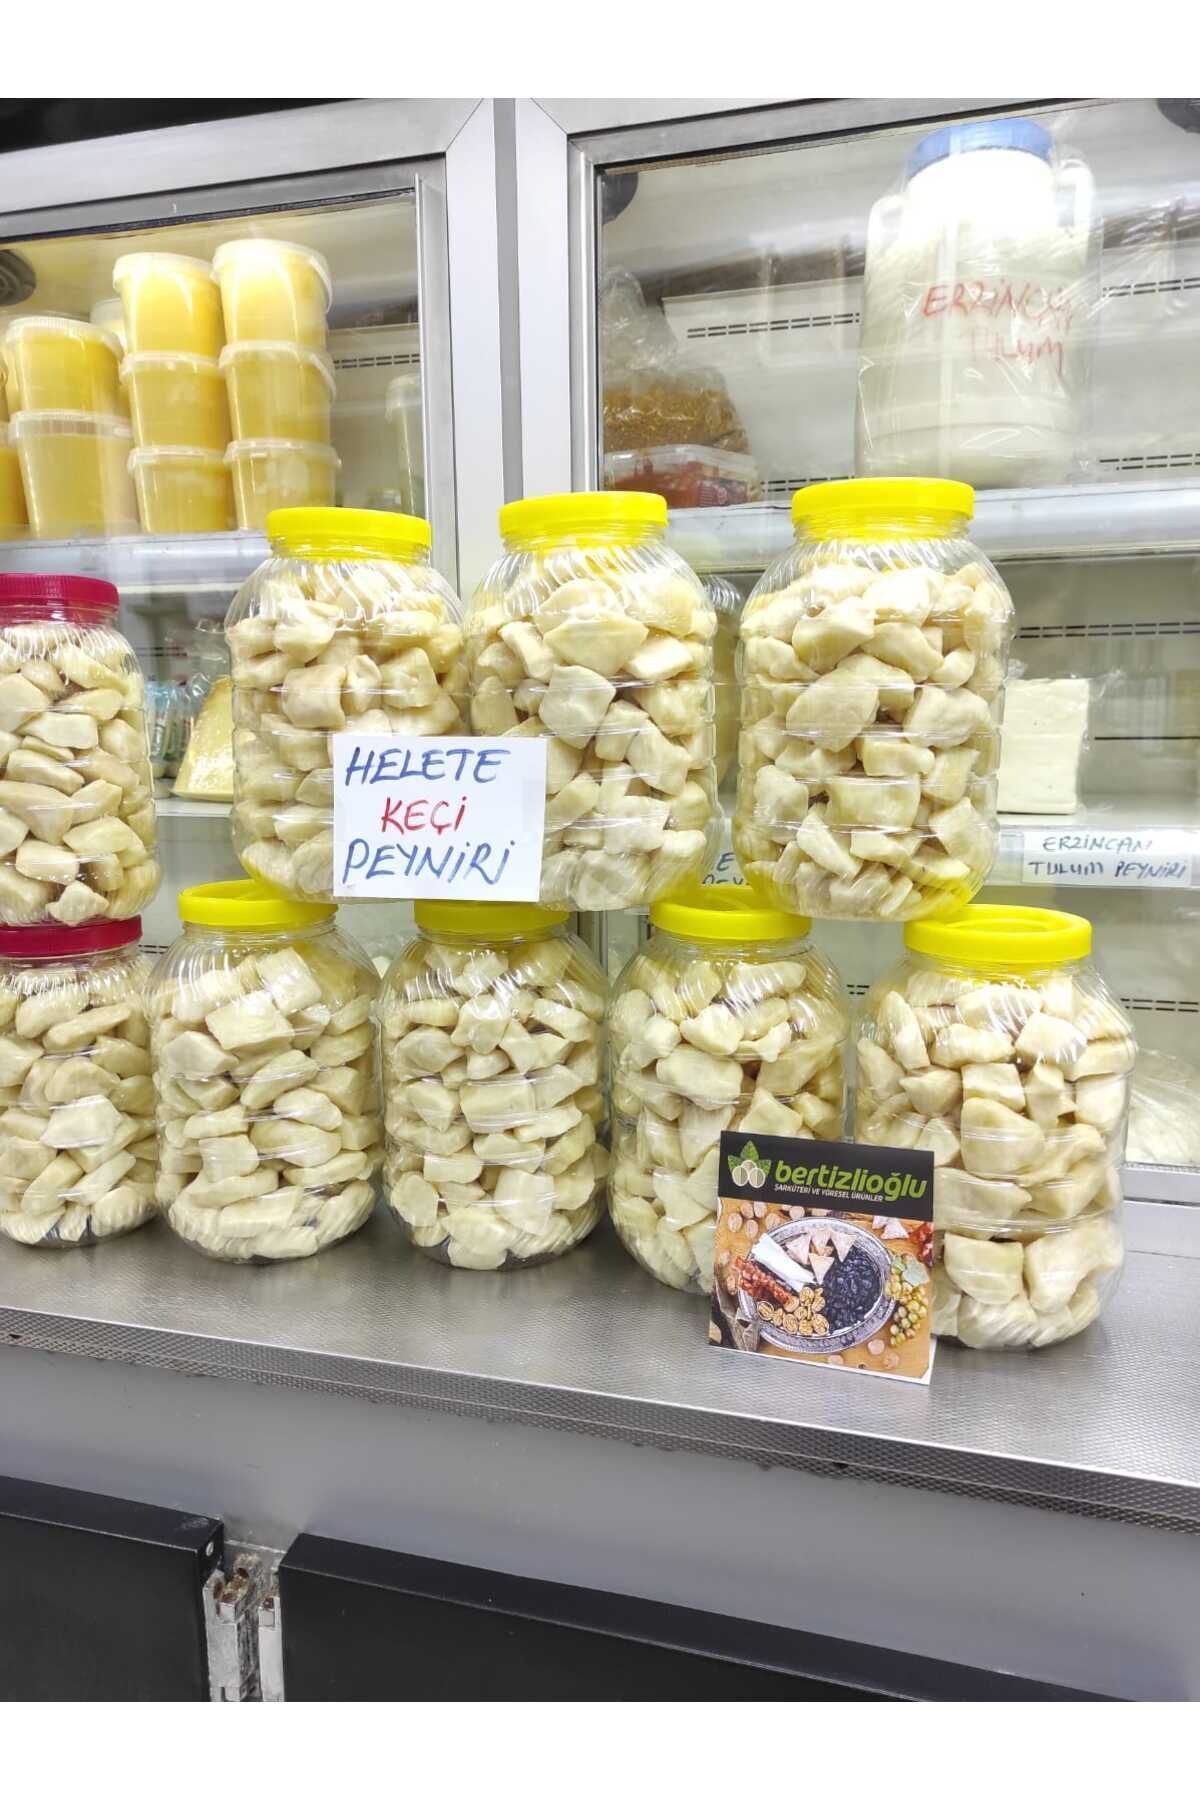 ERZİNCAN
TULUM
HELETE
KEÇİ
PEYNİRİ
ERZİNCAN
TULUM PEYNİRİ
bertizlioğlu
ŞARKÜTERİ VE YÖRESEL ÜRÜNLER